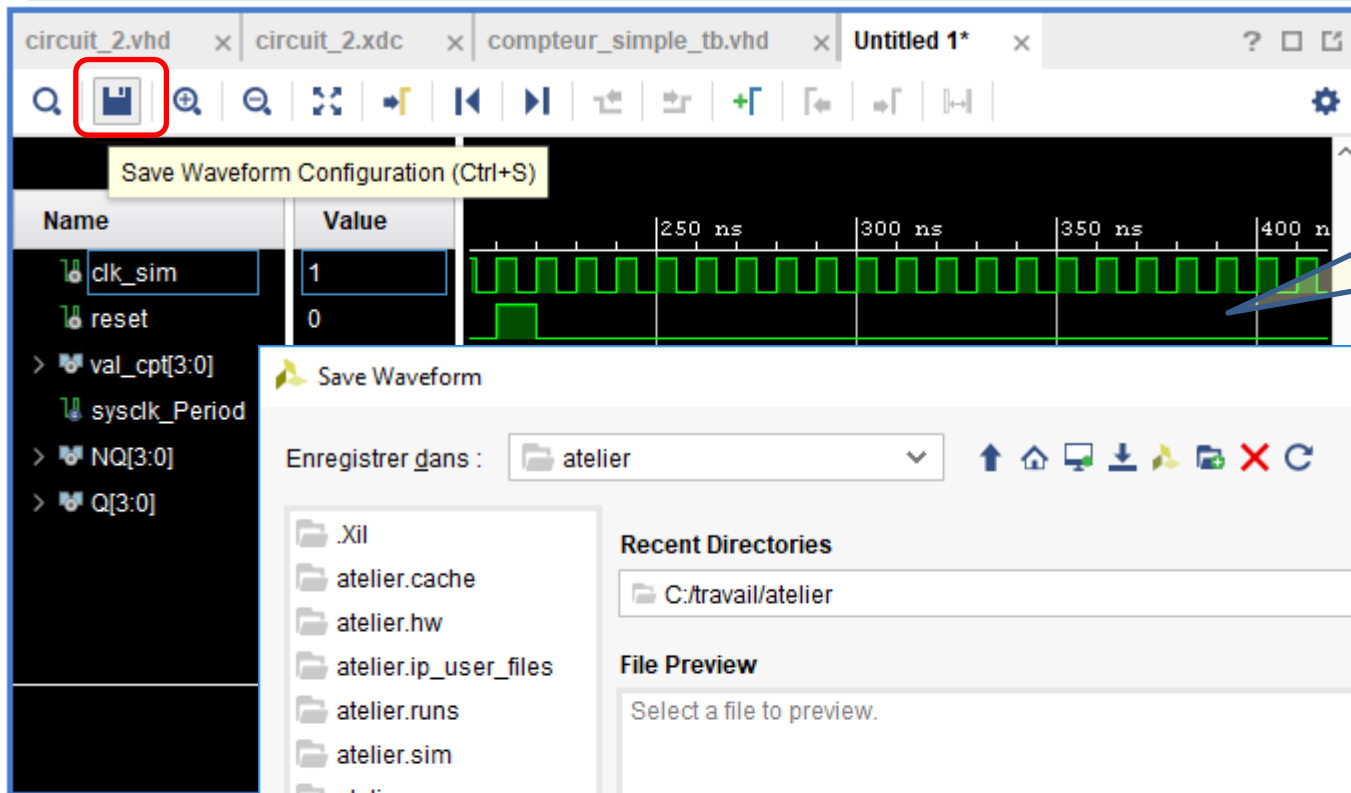 circuit_2.vhd × circuit_2.xdc × compteur_simple_tb.vhd × Untitled 1* × ?
Save Waveform Configuration (Ctrl+S)
Name Value
250 ns 300 ns 350 ns 400 n
clk_sim 1
reset 0
val_cpt[3:0]
sysclk_Period
NQ[3:0]
Q[3:0]
Save Waveform
Enregistrer dans : atelier
.Xil
atelier.cache
atelier.hw
atelier.ip_user_files
atelier.runs
atelier.sim
Recent Directories
C:/travail/atelier
File Preview
Select a file to preview.